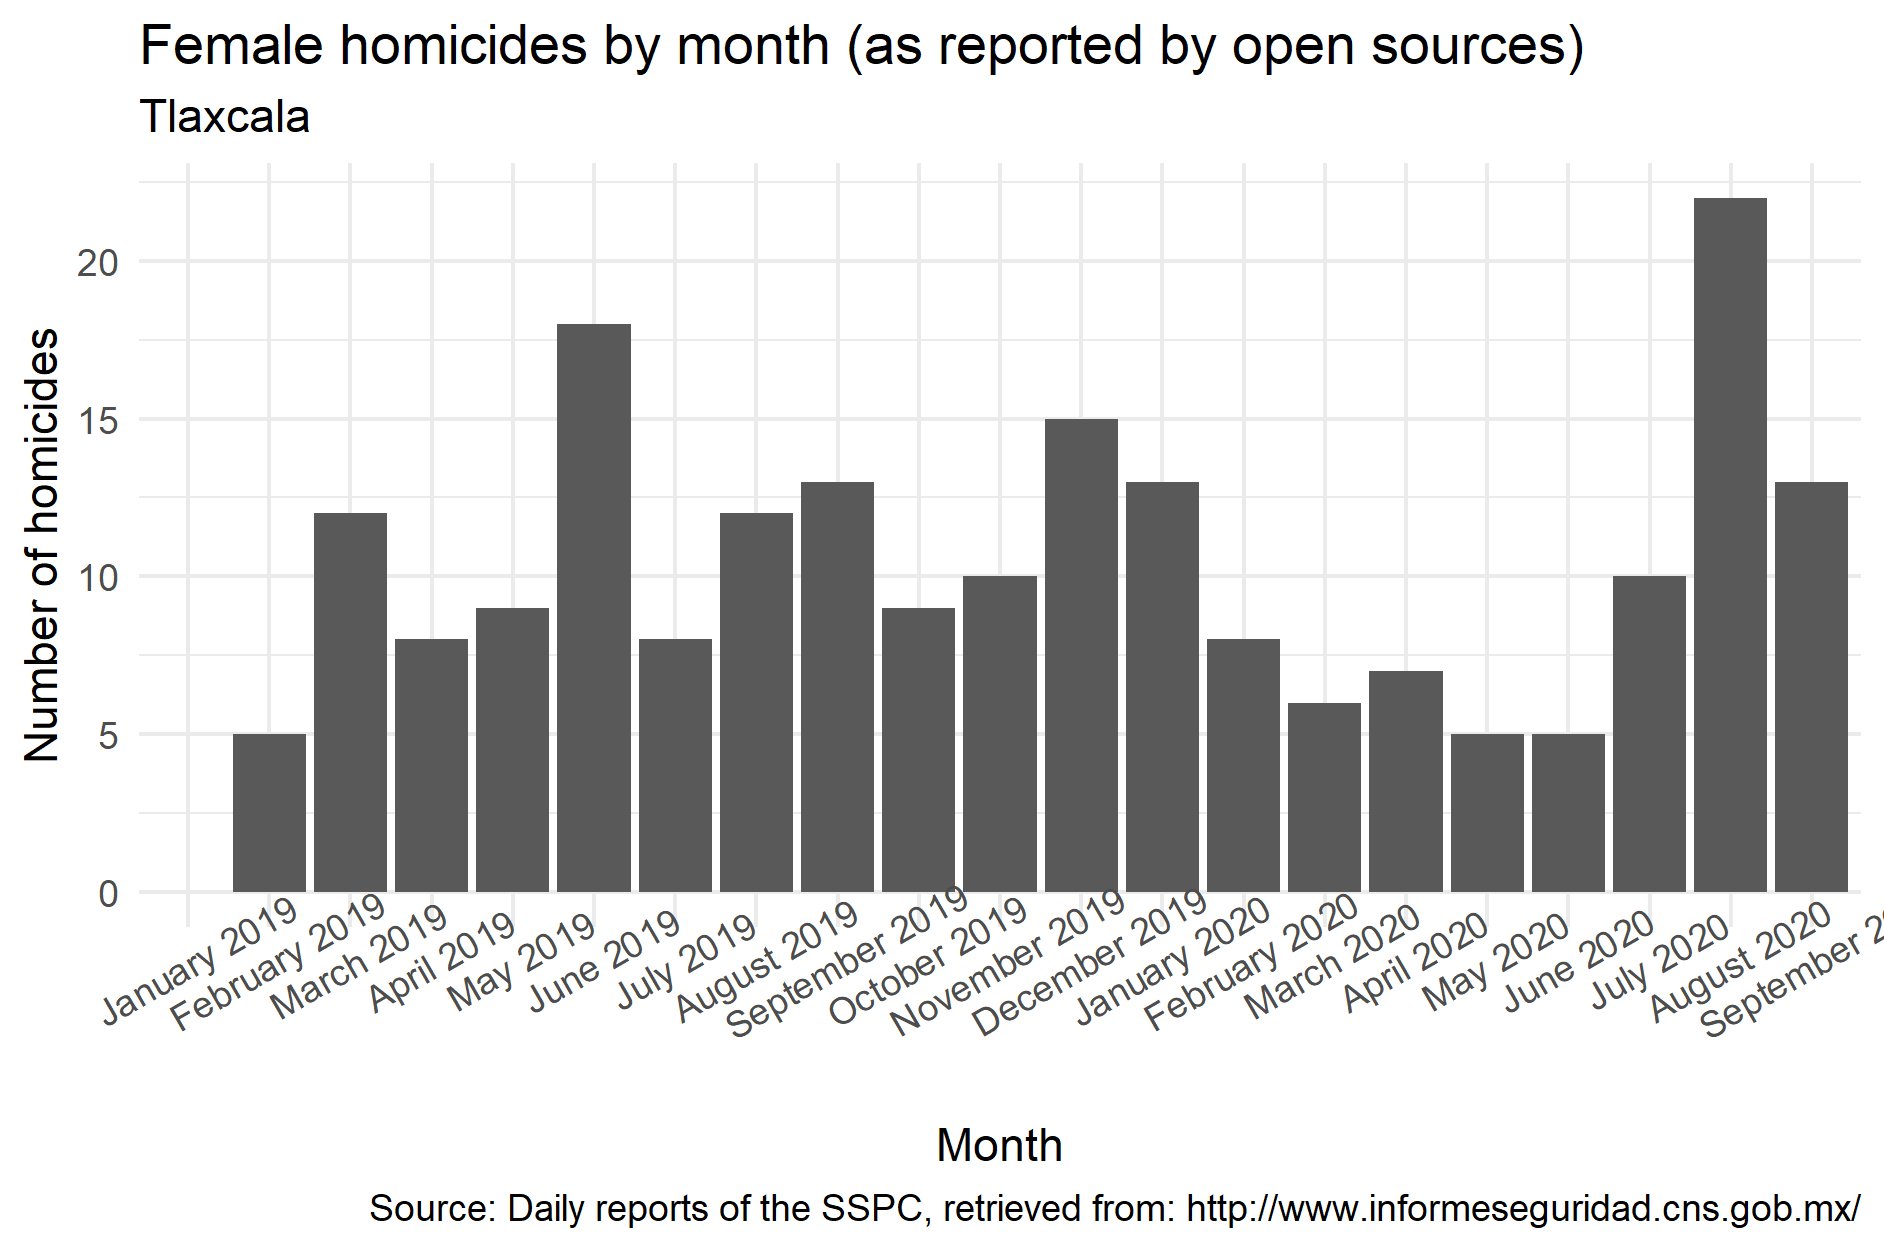 Female homicides by month (as reported by open sources)
Tlaxcala
Number of homicides
20
15
10
5
0
January 2019
February 2019
March 2019
April 2019
May 2019
June 2019
July 2019
August 2019
September 2019
October 2019
November 2019
December 2019
January 2020
February 2020
March 2020
April 2020
May 2020
June 2020
July 2020
August 2020
September 2
Month
Source: Daily reports of the SSPC, retrieved from: http://www.informeseguridad.cns.gob.mx/